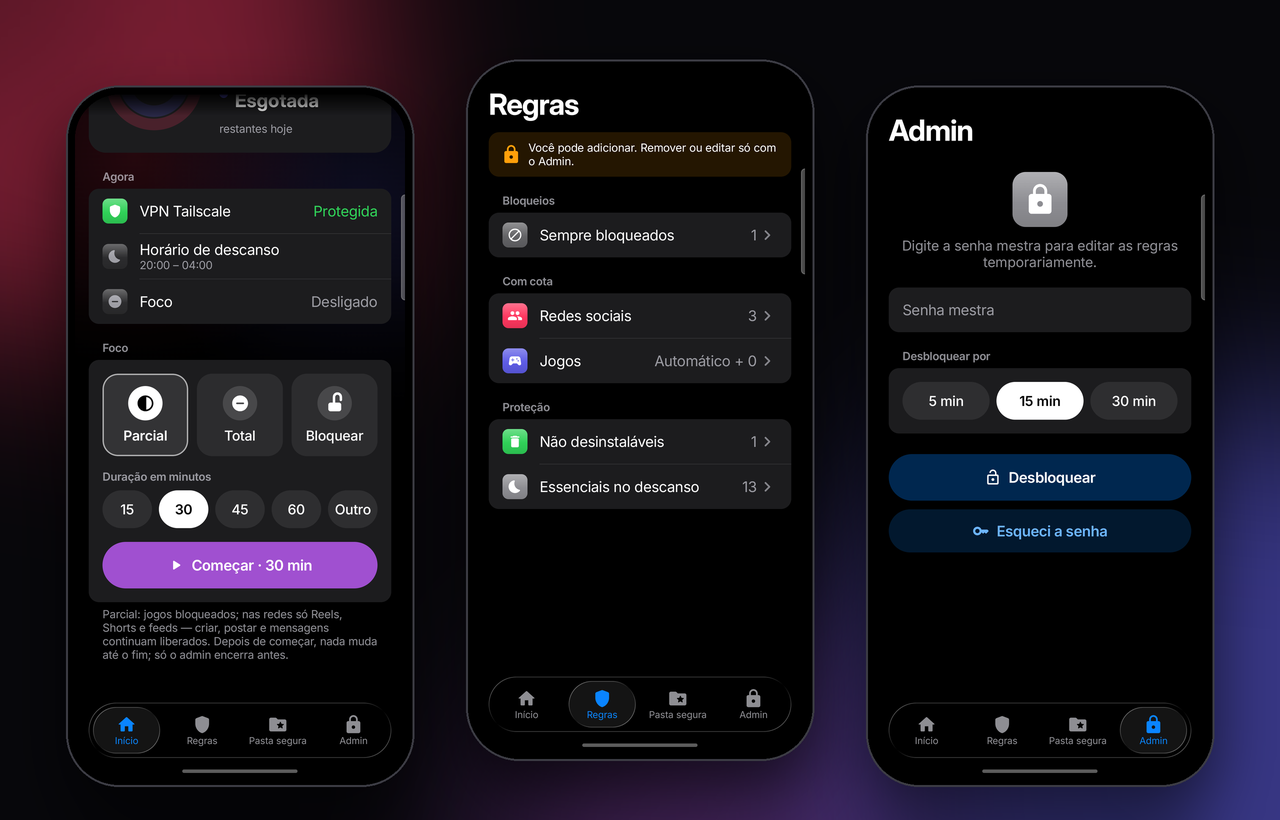 Esgotada
restantes hoje
Agora
VPN Tailscale
Protegida
Horário de descanso
20:00 – 04:00
Foco
Desligado
Foco
Parcial
Total
Bloquear
Duração em minutos
15
30
45
60
Outro
Começar · 30 min
Parcial: jogos bloqueados; nas redes só Reels,
Shorts e feeds — criar, postar e mensagens
continuam liberados. Depois de começar, nada muda
até o fim; só o admin encerra antes.
Início
Regras
Pasta segura
Admin
Regras
Você pode adicionar. Remover ou editar só com
o Admin.
Bloqueios
Sempre bloqueados
1
Com cota
Redes sociais
3
Jogos
Automático + 0
Proteção
Não desinstaláveis
1
Essenciais no descanso
13
Início
Regras
Pasta segura
Admin
Admin
Digite a senha mestra para editar as regras
temporariamente.
Senha mestra
Desbloquear por
5 min
15 min
30 min
Desbloquear
Esqueci a senha
Início
Regras
Pasta segura
Admin